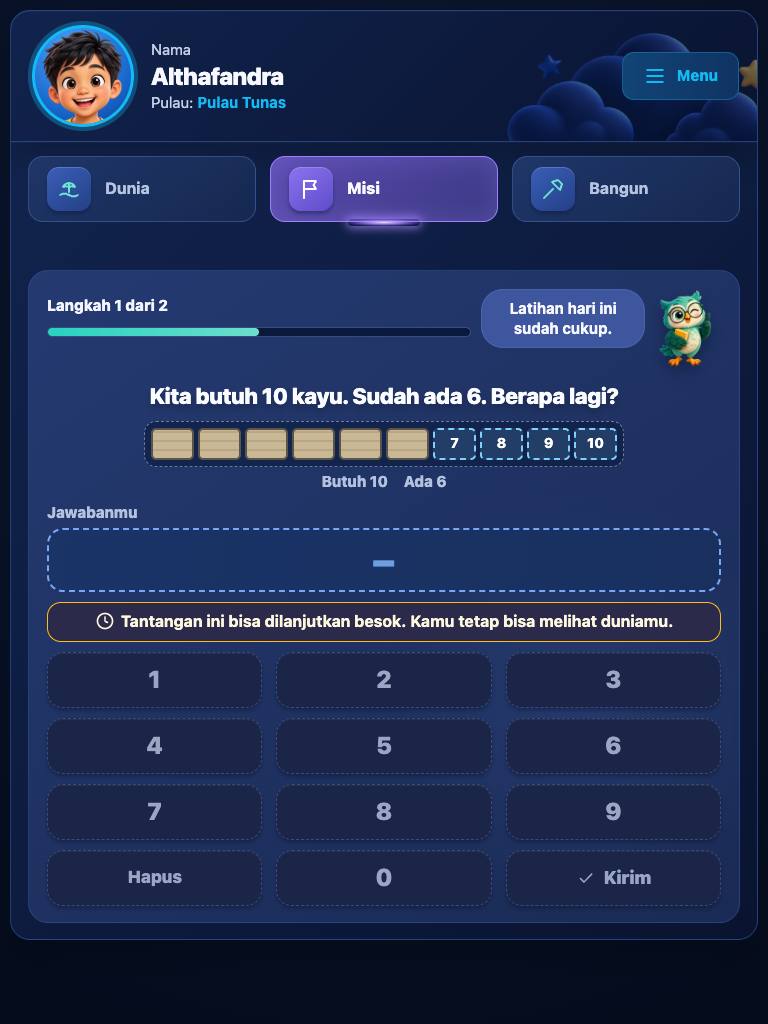 Nama
Althafandra
Pulau: Pulau Tunas
Menu
Dunia
Misi
Bangun
Langkah 1 dari 2
Latihan hari ini
sudah cukup.
Kita butuh 10 kayu. Sudah ada 6. Berapa lagi?
7 8 9 10
Butuh 10 Ada 6
Jawabanmu
–
Tantangan ini bisa dilanjutkan besok. Kamu tetap bisa melihat duniamu.
1 2 3
4 5 6
7 8 9
Hapus 0 Kirim